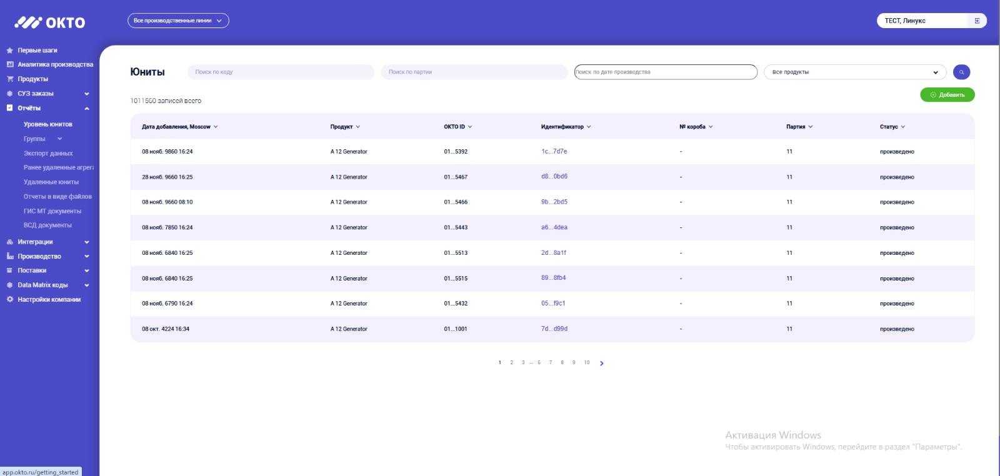 ОКТО
Все производственные линии
ТЕСТ, Линукс
Первые шаги
Аналитика производства
Продукты
СУЗ заказы
Отчёты
Уровень юнитов
Группы
Экспорт данных
Ранее удаленные агрега
Удаленные юниты
Отчеты в виде файлов
ГИС МТ документы
ВСД документы
Интеграции
Производство
Поставки
Data Matrix коды
Настройки компании
Юниты
Поиск по коду
Поиск по партии
Поиск по дате производства
Все продукты
1011560 записей всего
Добавить
Дата добавления, Moscow Продукт ОКТО ID Идентификатор № короба Партия Статус
08 нояб. 9860 16:24 A 12 Generator 01...5392 1c...7d7e - 11 произведено
28 нояб. 9660 16:25 A 12 Generator 01...5467 d8...0bd6 - 11 произведено
08 нояб. 9660 08:10 A 12 Generator 01...5466 9b...2bd5 - 11 произведено
08 нояб. 7850 16:24 A 12 Generator 01...5443 a6...4dea - 11 произведено
08 нояб. 6840 16:25 A 12 Generator 01...5513 2d...8a1f - 11 произведено
08 нояб. 6840 16:25 A 12 Generator 01...5515 89...8fb4 - 11 произведено
08 нояб. 6790 16:24 A 12 Generator 01...5432 05...f9c1 - 11 произведено
08 окт. 4224 16:34 A 12 Generator 01...1001 7d...d99d - 11 произведено
1 2 3 ... 6 7 8 9 10
Активация Windows
Чтобы активировать Windows, перейдите в раздел "Параметры".
app.okto.ru/getting_started